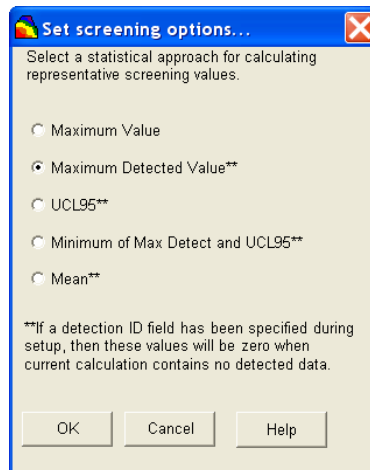 Set screening options...
Select a statistical approach for calculating
representative screening values.
Maximum Value
Maximum Detected Value**
UCL95**
Minimum of Max Detect and UCL95**
Mean**
**If a detection ID field has been specified during
setup, then these values will be zero when
current calculation contains no detected data.
OK
Cancel
Help